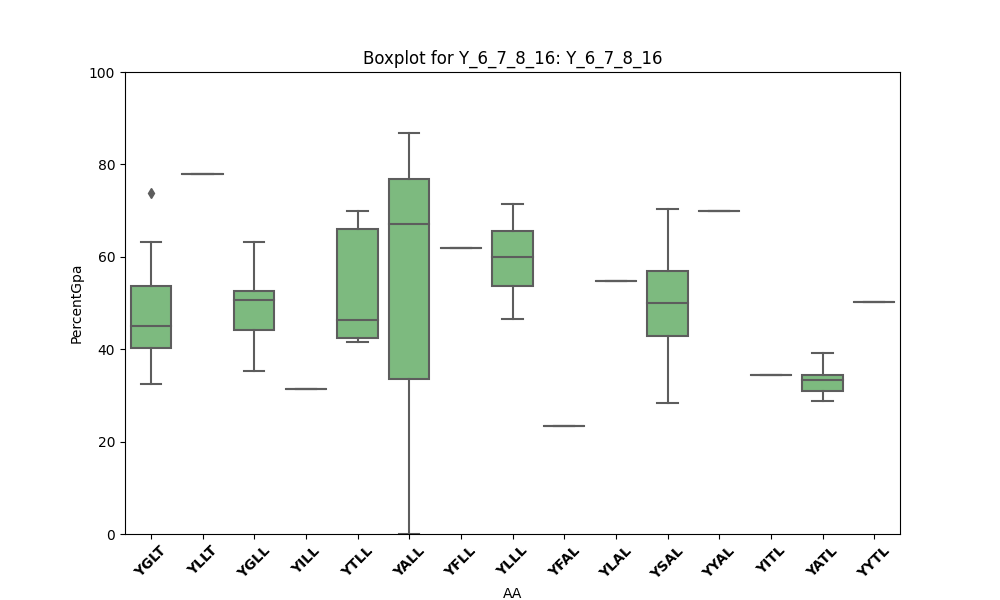 Boxplot for Y_6_7_8_16: Y_6_7_8_16
100
80
60
40
20
0
PercentGpa
YGLT
YLLT
YGLL
YILL
YTLL
YALL
YFLL
YLLL
YFAL
YLAL
YSAL
YYAL
YITL
YATL
YYTL
AA